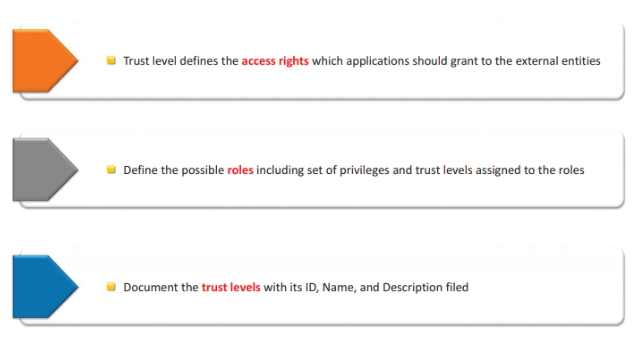 Trust level defines the access rights which applications should grant to the external entities
Define the possible roles including set of privileges and trust levels assigned to the roles
Document the trust levels with its ID, Name, and Description filed